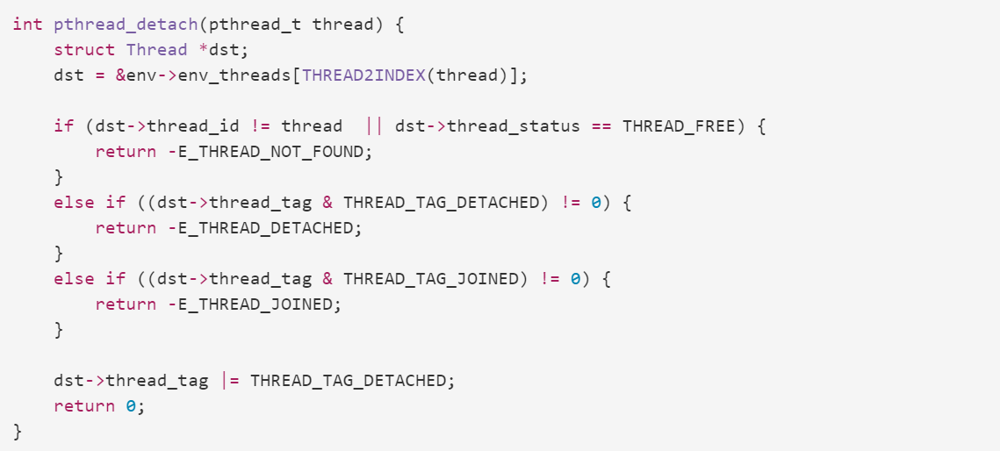 int pthread_detach(pthread_t thread) {
    struct Thread *dst;
    dst = &env->env_threads[THREAD2INDEX(thread)];

    if (dst->thread_id != thread  || dst->thread_status == THREAD_FREE) {
        return -E_THREAD_NOT_FOUND;
    }
    else if ((dst->thread_tag & THREAD_TAG_DETACHED) != 0) {
        return -E_THREAD_DETACHED;
    }
    else if ((dst->thread_tag & THREAD_TAG_JOINED) != 0) {
        return -E_THREAD_JOINED;
    }

    dst->thread_tag |= THREAD_TAG_DETACHED;
    return 0;
}